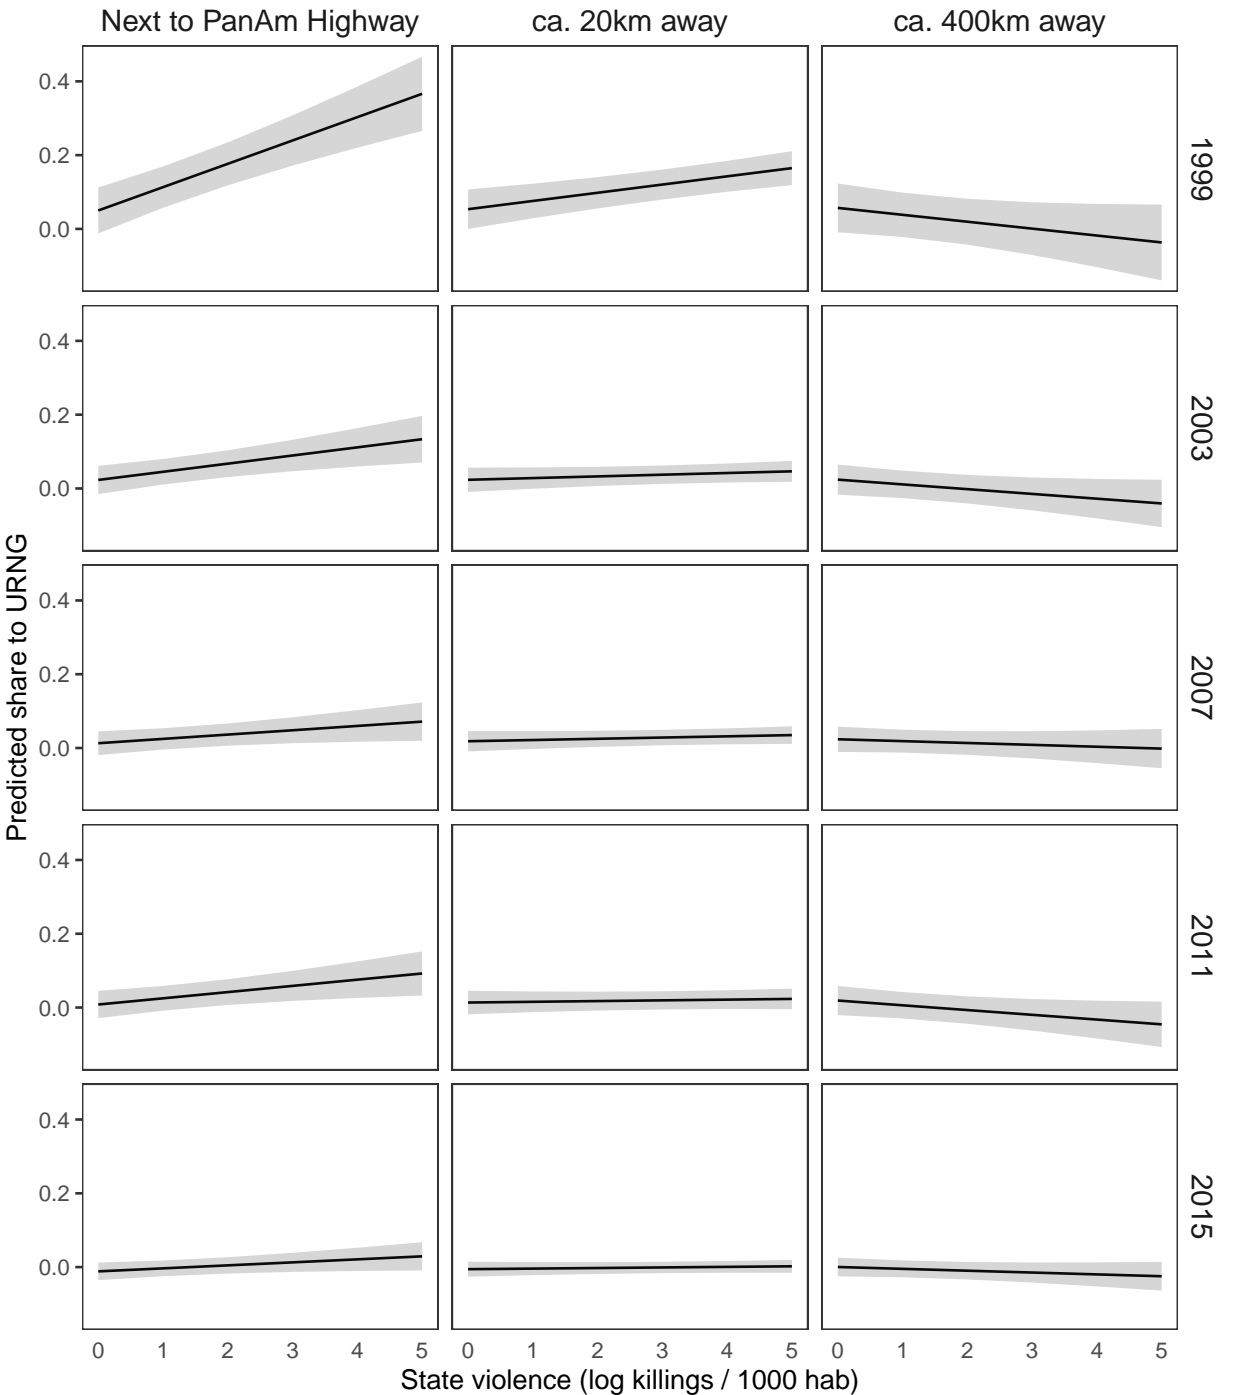 Next to PanAm Highway
ca. 20km away
ca. 400km away
0.4
0.2
0.0
1999
0.4
0.2
0.0
2003
0.4
0.2
0.0
2007
0.4
0.2
0.0
2011
0.4
0.2
0.0
2015
Predicted share to URNG
0 1 2 3 4 5
0 1 2 3 4 5
0 1 2 3 4 5
State violence (log killings / 1000 hab)